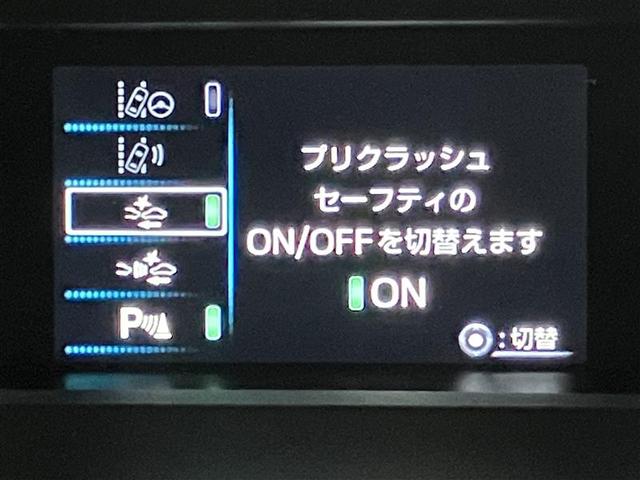 プリクラッシュ
セーフティの
ON/OFFを切替えます
ON
P
:切替